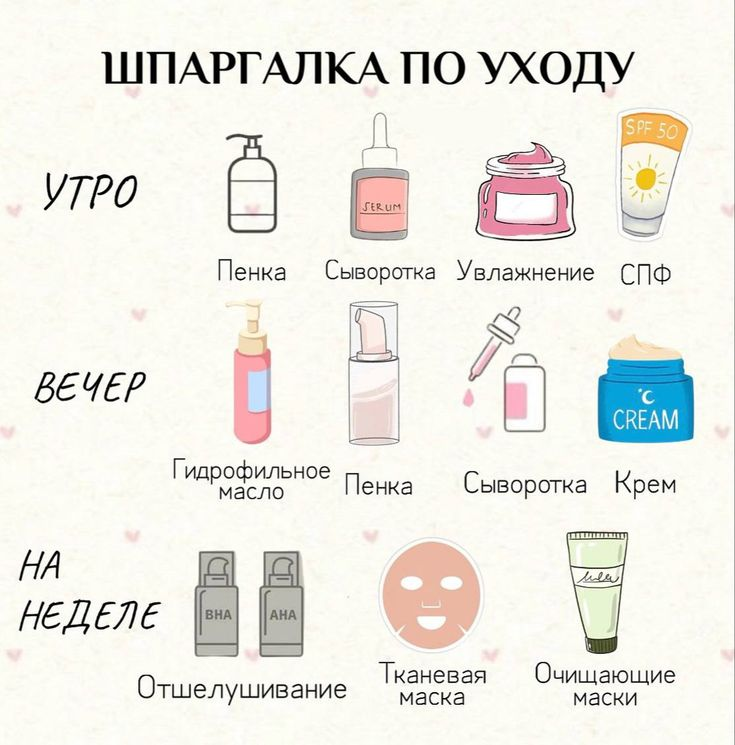 ШПАРГАЛКА ПО УХОДУ
SPF 50
УТРО
SERUM
Пенка Сыворотка Увлажнение СПФ
ВЕЧЕР
CREAM
Гидрофильное
масло
Пенка Сыворотка Крем
НА
НЕДЕЛЕ
BHA AHA
Отшелушивание
Тканевая
маска
Очищающие
маски